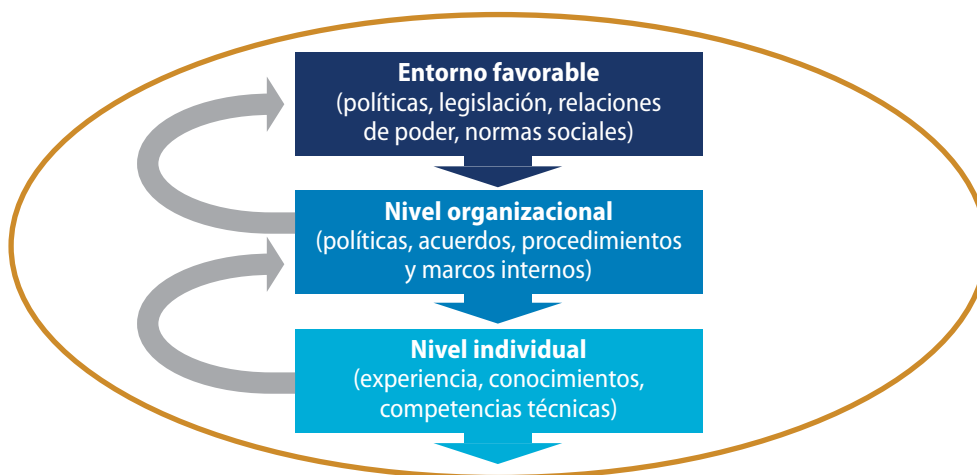 Entorno favorable
(políticas, legislación, relaciones
de poder, normas sociales)
Nivel organizacional
(políticas, acuerdos, procedimientos
y marcos internos)
Nivel individual
(experiencia, conocimientos,
competencias técnicas)